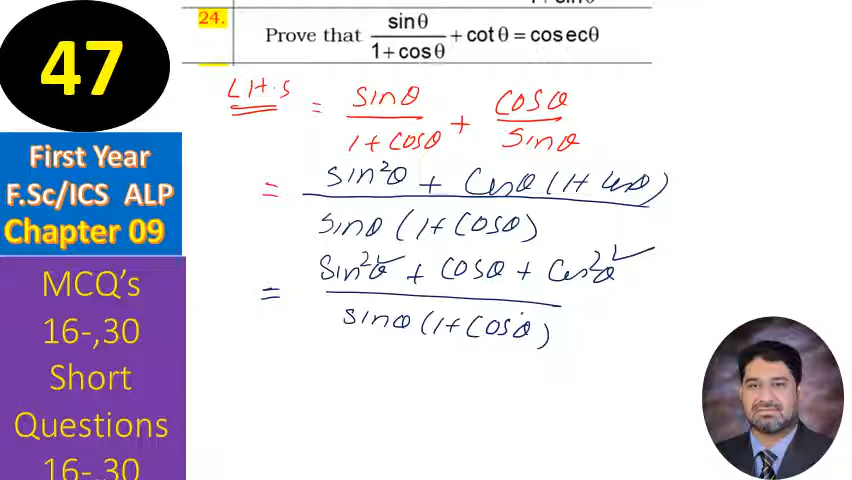 47
First Year
F.Sc/ICS ALP
Chapter 09
MCQ's
16-,30
Short
Questions
16-30
24.
Prove that sinθ/1+cosθ + cotθ = cosecθ
L.H.S = sinθ/1+cosθ + cosθ/sinθ
= sin²θ + cosθ(1+cosθ)/sinθ(1+cosθ)
= sin²θ + cosθ + cos²θ/sinθ(1+cosθ)